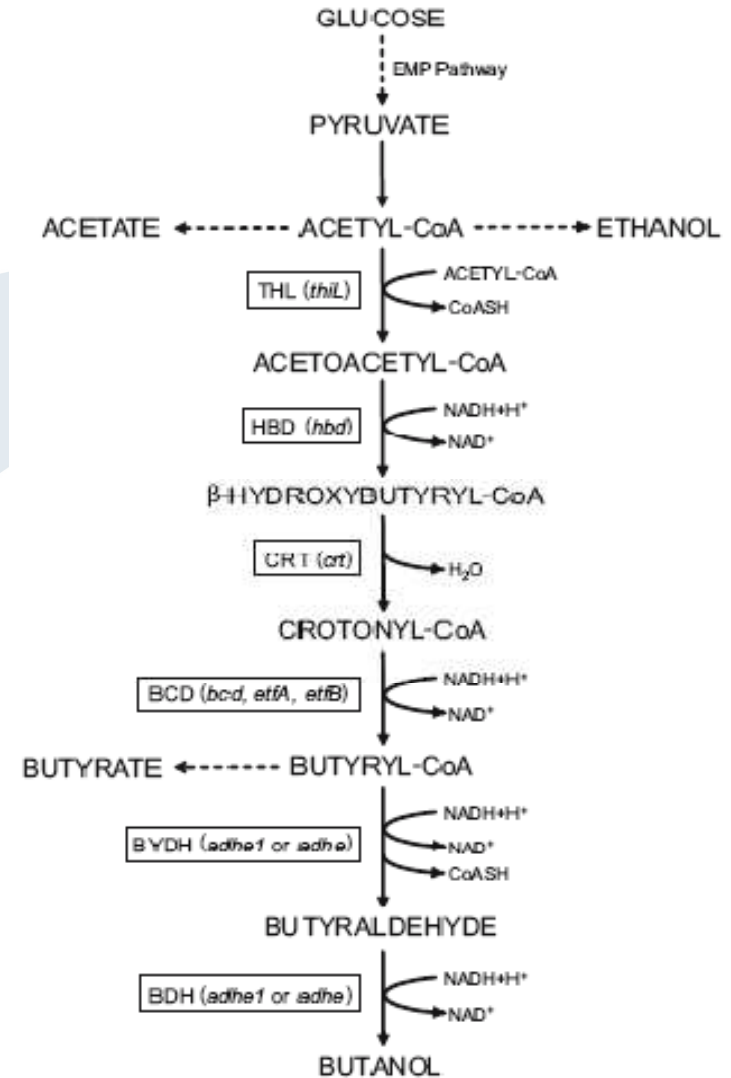 GLUCOSE
EMP Pathway
PYRUVATE
ACETATE ACETYL-CoA ETHANOL
THL (thiL)
ACETYL-CoA
CoASH
ACETOACETYL-CoA
HBD (hbd)
NADH+H⁺
NAD⁺
β-HYDROXYBUTYRYL-CoA
CRT (crt)
H₂O
CROTONYL-CoA
BCD (bcd, etfA, etfB)
NADH+H⁺
NAD⁺
BUTYRATE BUTYRYL-CoA
BYDH (adhe1 or adhe)
NADH+H⁺
NAD⁺
CoASH
BUTYRALDEHYDE
BDH (adhe1 or adhe)
NADH+H⁺
NAD⁺
BUTANOL